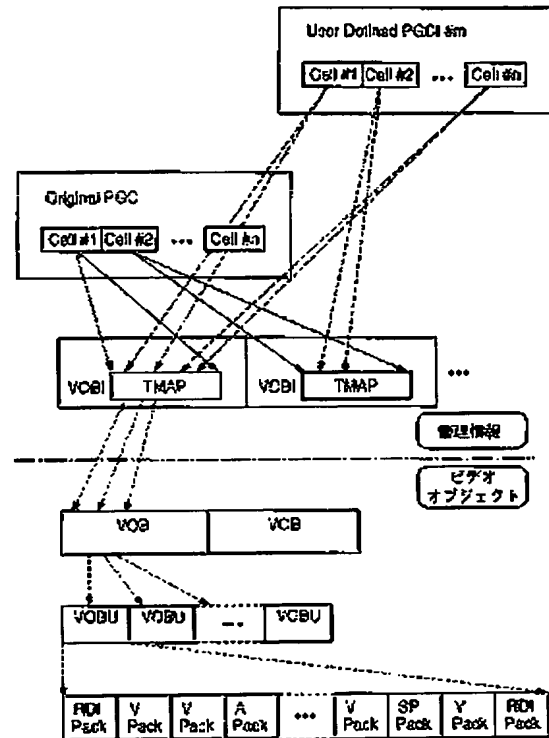 User Defined PGCI #m
Cell #1 Cell #2 ... Cell #n
Original PGC
Cell #1 Cell #2 ... Cell #n
VOBI TMAP VOBI TMAP ...
管理情報
ビデオ
オブジェクト
VOB VOB
VOBU VOBU ... VOBU
RDI Pack V Pack V Pack A Pack ... V Pack SP Pack V Pack RDI Pack